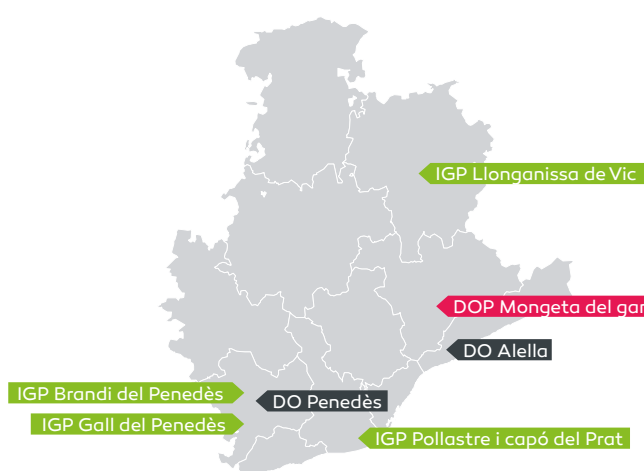 IGP Llonganissa de Vic
DOP Mongeta del
DO Alella
IGP Brandi del Penedès
DO Penedès
IGP Gall del Penedès
IGP Pollastre i capó del Prat